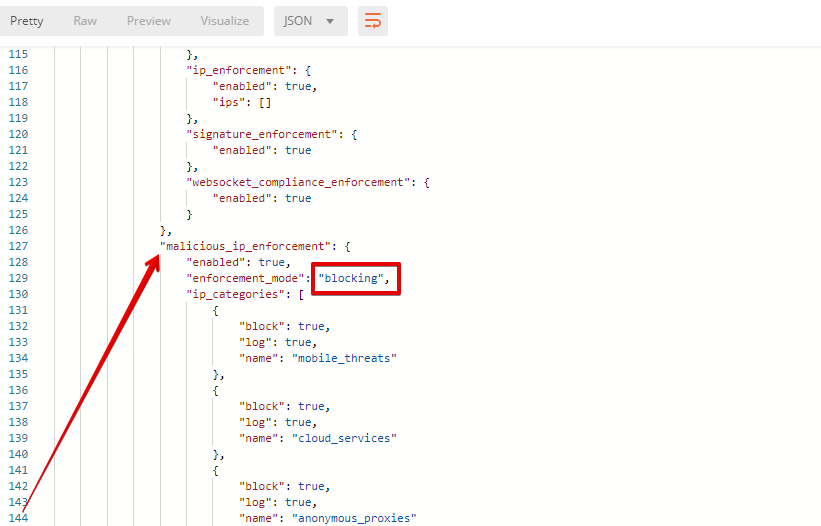 Pretty Raw Preview Visualize JSON
115 },
116 "ip_enforcement": {
117 "enabled": true,
118 "ips": []
119 },
120 "signature_enforcement": {
121 "enabled": true
122 },
123 "websocket_compliance_enforcement": {
124 "enabled": true
125 }
126 },
127 "malicious_ip_enforcement": {
128 "enabled": true,
129 "enforcement_mode": "blocking",
130 "ip_categories": [
131 {
132 "block": true,
133 "log": true,
134 "name": "mobile_threats"
135 },
136 {
137 "block": true,
138 "log": true,
139 "name": "cloud_services"
140 },
141 {
142 "block": true,
143 "log": true,
144 "name": "anonymous_proxies"